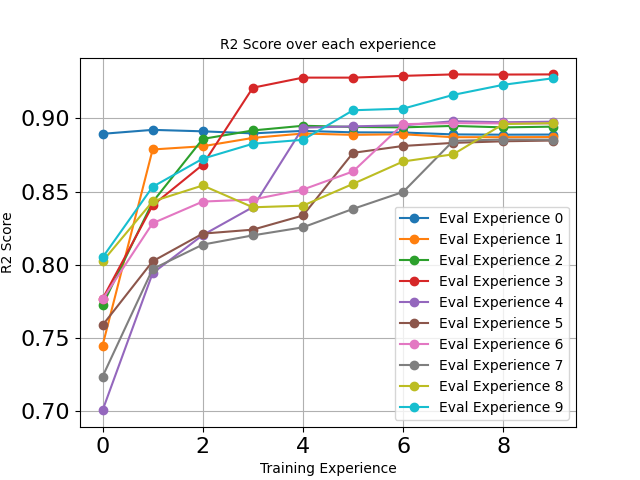 R2 Score over each experience
0.90
0.85
0.80
0.75
0.70
R2 Score
0
2
4
6
8
Training Experience
Eval Experience 0
Eval Experience 1
Eval Experience 2
Eval Experience 3
Eval Experience 4
Eval Experience 5
Eval Experience 6
Eval Experience 7
Eval Experience 8
Eval Experience 9